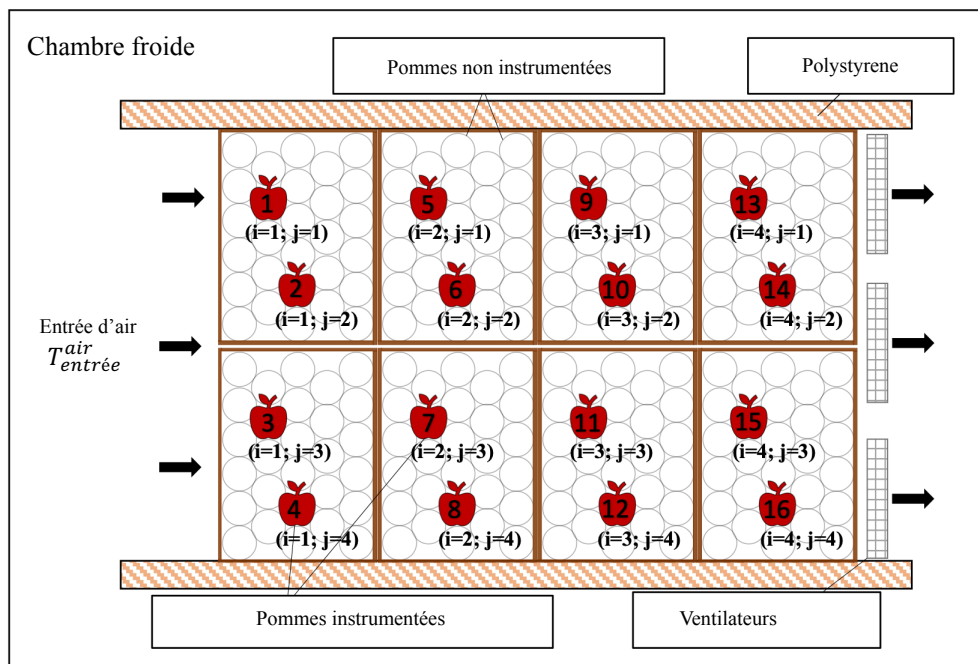 Chambre froide
Pommes non instrumentées
Polystyrene
1
5
9
13
(i=1; j=1)
(i=2; j=1)
(i=3; j=1)
(i=4; j=1)
2
6
10
14
(i=1; j=2)
(i=2; j=2)
(i=3; j=2)
(i=4; j=2)
Entrée d’air
T_{entrée}^{air}
3
7
11
15
(i=1; j=3)
(i=2; j=3)
(i=3; j=3)
(i=4; j=3)
4
8
12
16
(i=1; j=4)
(i=2; j=4)
(i=3; j=4)
(i=4; j=4)
Pommes instrumentées
Ventilateurs